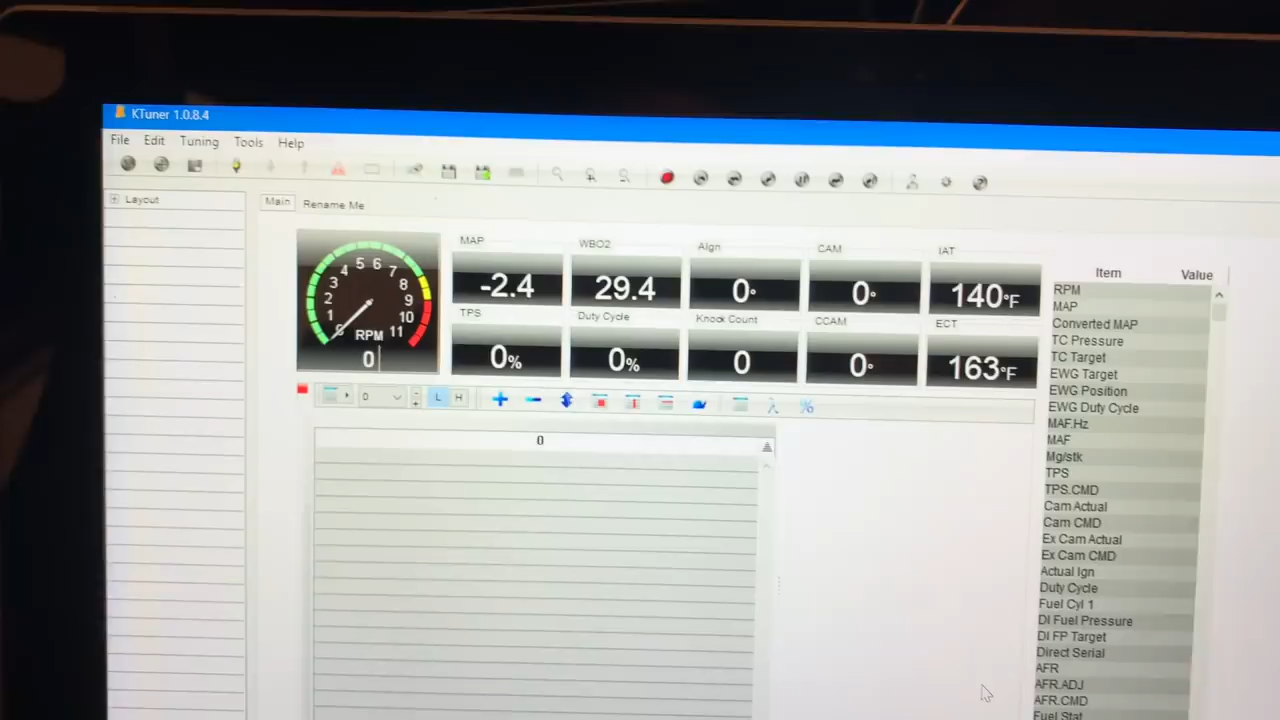 KTuner 1.0.8.4
File Edit Tuning Tools Help
Layout
Main Rename Me
MAP WBO2 AIgn CAM IAT
-2.4 29.4 0° 0° 140°F
TPS Duty Cycle Knock Count CCAM ECT
0% 0% 0 0° 163°F
0 1 2 3 4 5 6 7 8 9 10 11
RPM
0
0 L H
0
Item Value
RPM
MAP
Converted MAP
TC Pressure
TC Target
EWG Target
EWG Position
EWG Duty Cycle
MAF.Hz
MAF
Mg/stk
TPS
TPS.CMD
Cam Actual
Cam CMD
Ex Cam Actual
Ex Cam CMD
Actual Ign
Duty Cycle
Fuel Cyl 1
DI Fuel Pressure
DI FP Target
Direct Serial
AFR
AFR.ADJ
AFR.CMD
Fuel Stat